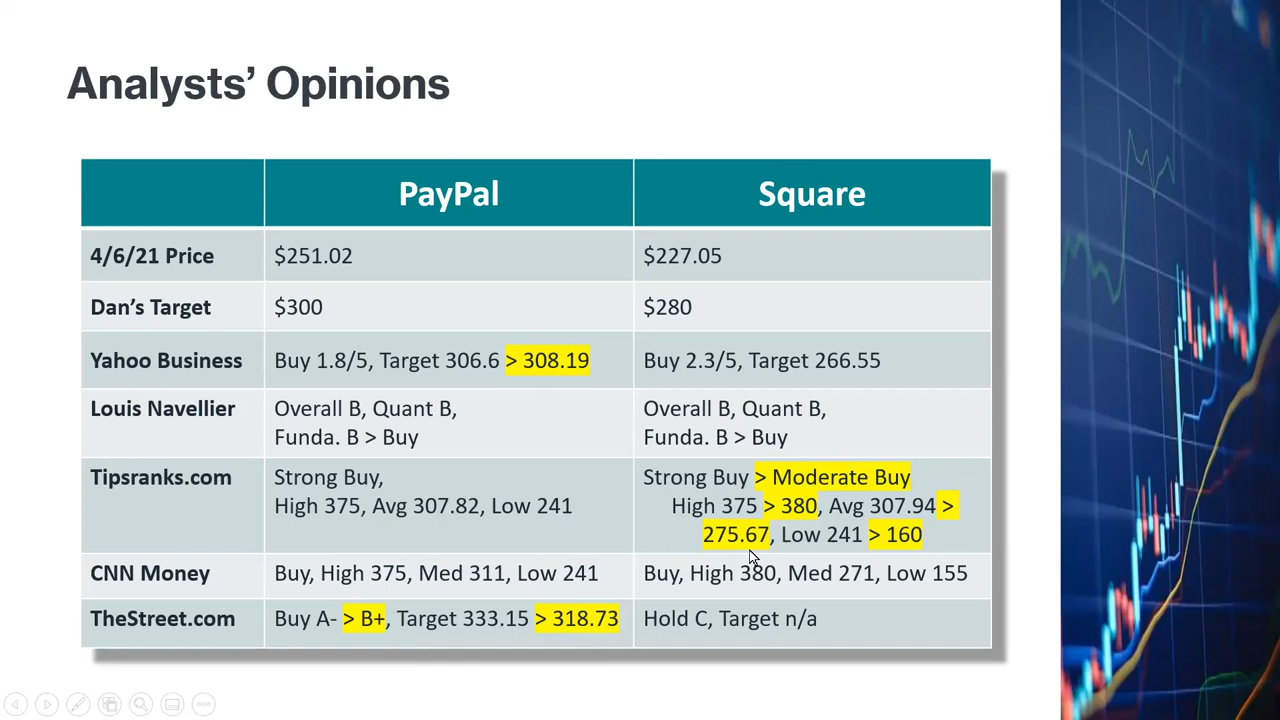 Analysts’ Opinions
PayPal Square
4/6/21 Price $251.02 $227.05
Dan’s Target $300 $280
Yahoo Business Buy 1.8/5, Target 306.6 > 308.19 Buy 2.3/5, Target 266.55
Louis Navellier Overall B, Quant B, Overall B, Quant B,
Funda. B > Buy Funda. B > Buy
Tipsranks.com Strong Buy, Strong Buy > Moderate Buy
High 375, Avg 307.82, Low 241 High 375 > 380, Avg 307.94 >
275.67, Low 241 > 160
CNN Money Buy, High 375, Med 311, Low 241 Buy, High 380, Med 271, Low 155
TheStreet.com Buy A- > B+, Target 333.15 > 318.73 Hold C, Target n/a